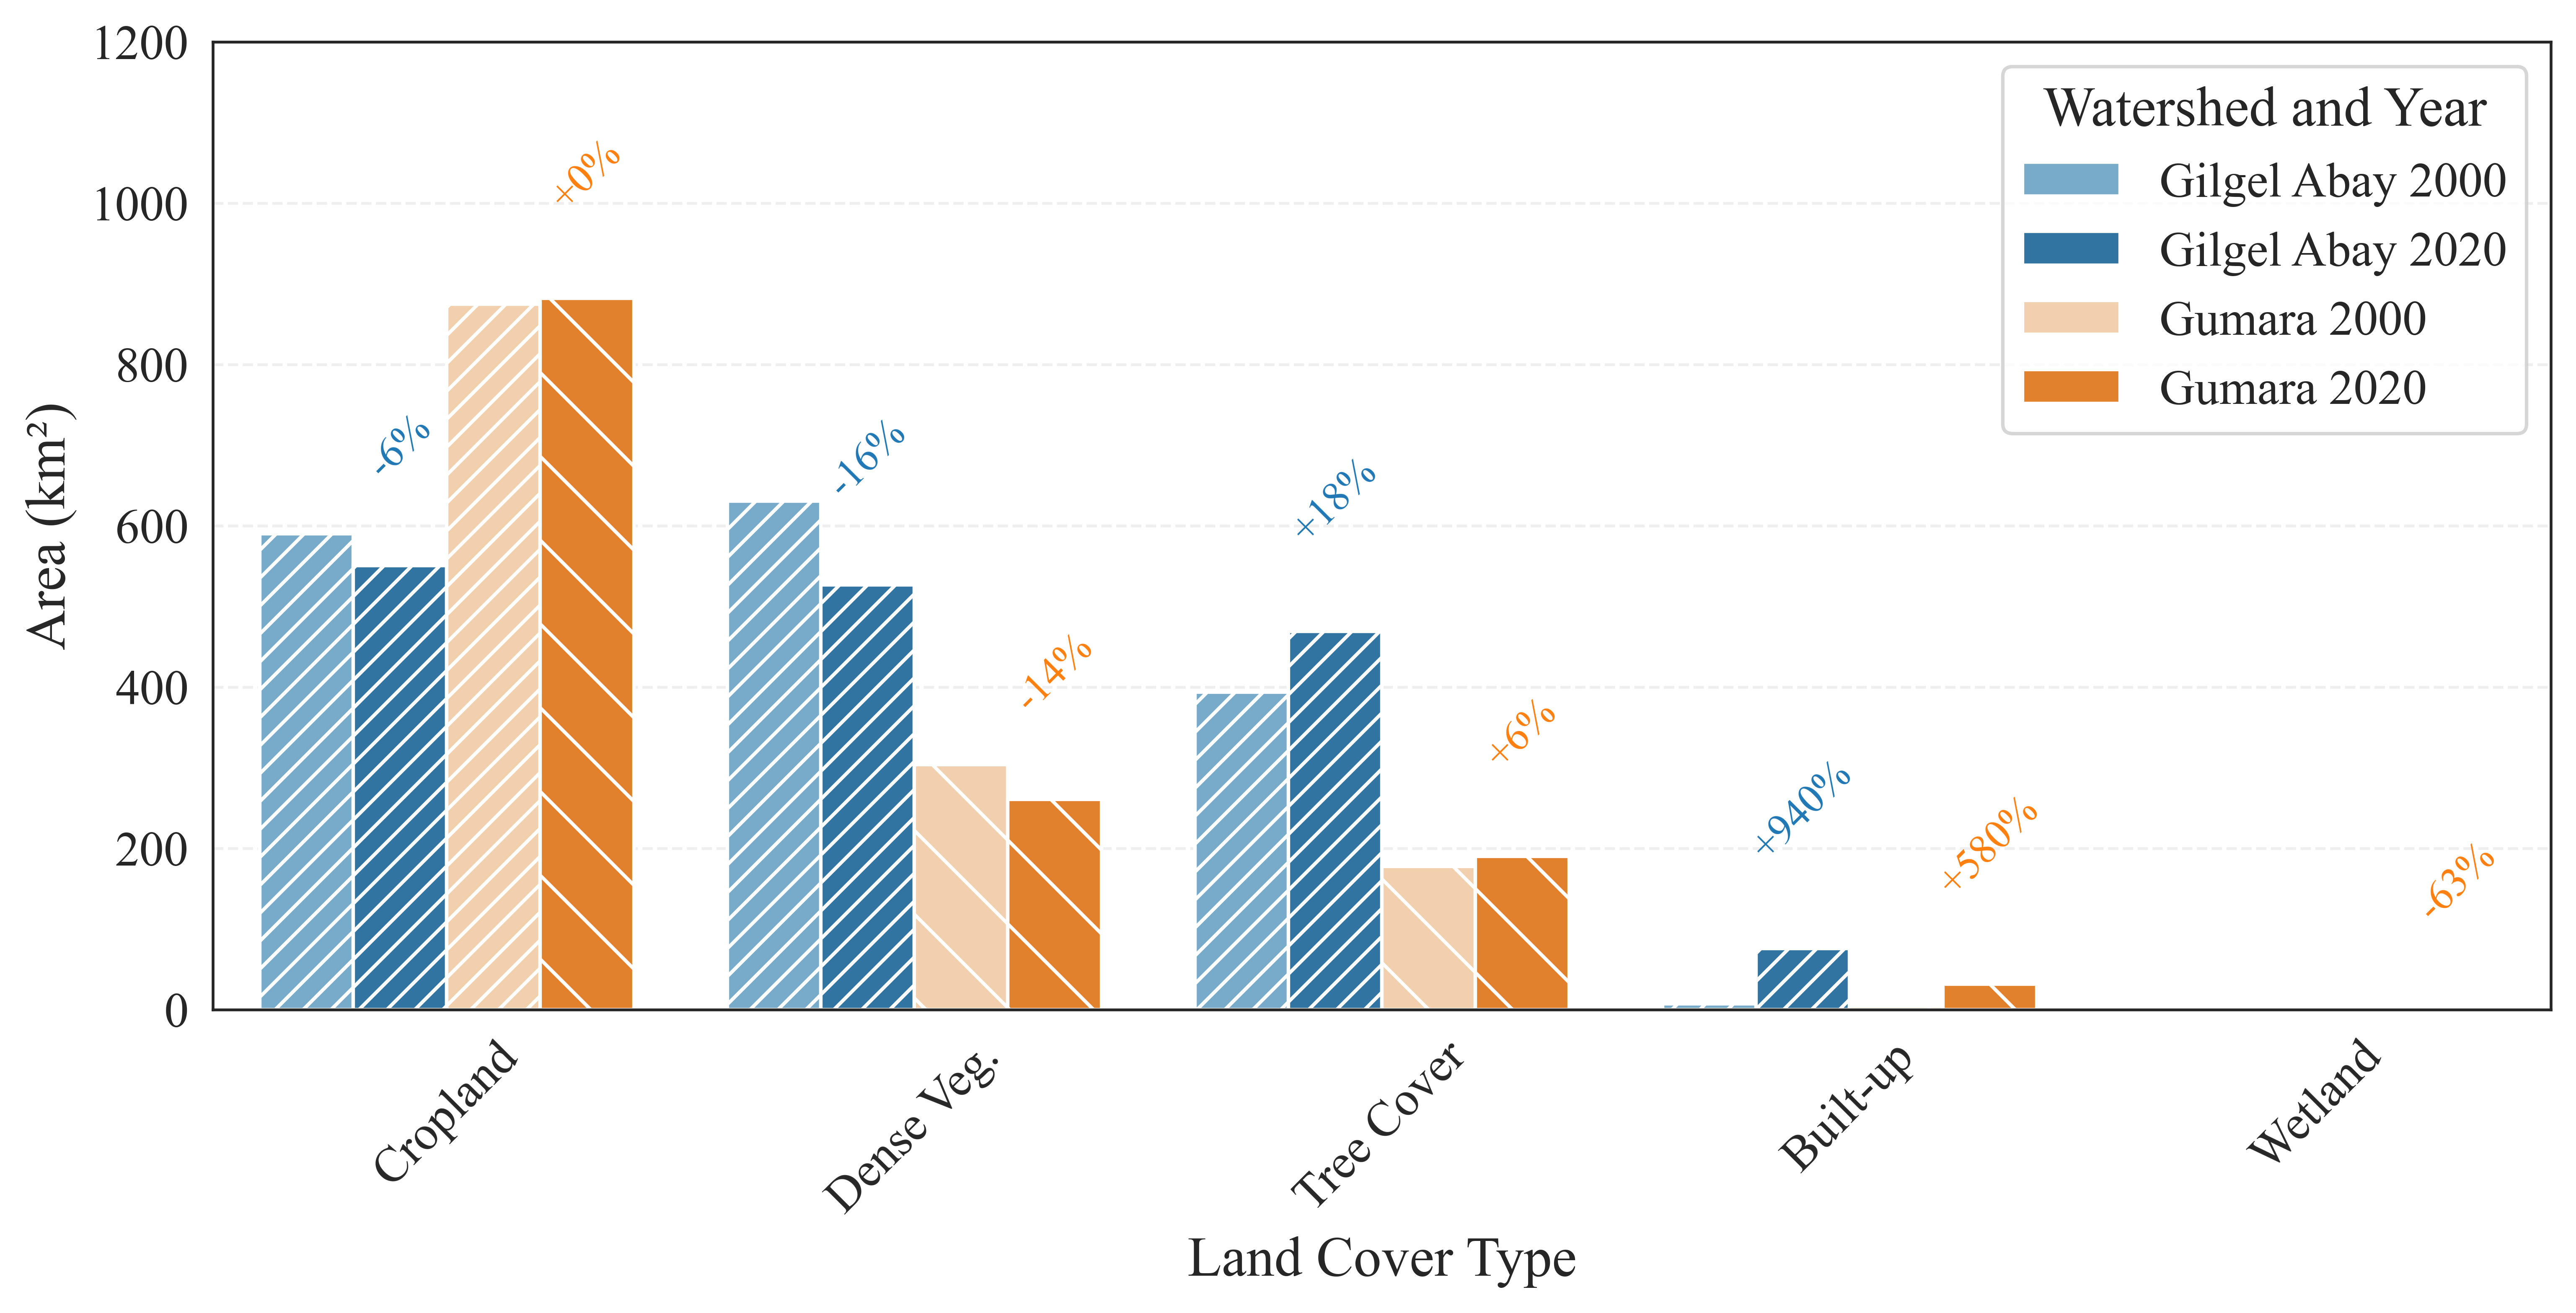 1200
1000
800
600
400
200
0
Area (km²)
Watershed and Year
Gilgel Abay 2000
Gilgel Abay 2020
Gumara 2000
Gumara 2020
-6%
+0%
-16%
-14%
+18%
+6%
+940%
+580%
-63%
Cropland
Dense Veg.
Tree Cover
Built-up
Wetland
Land Cover Type